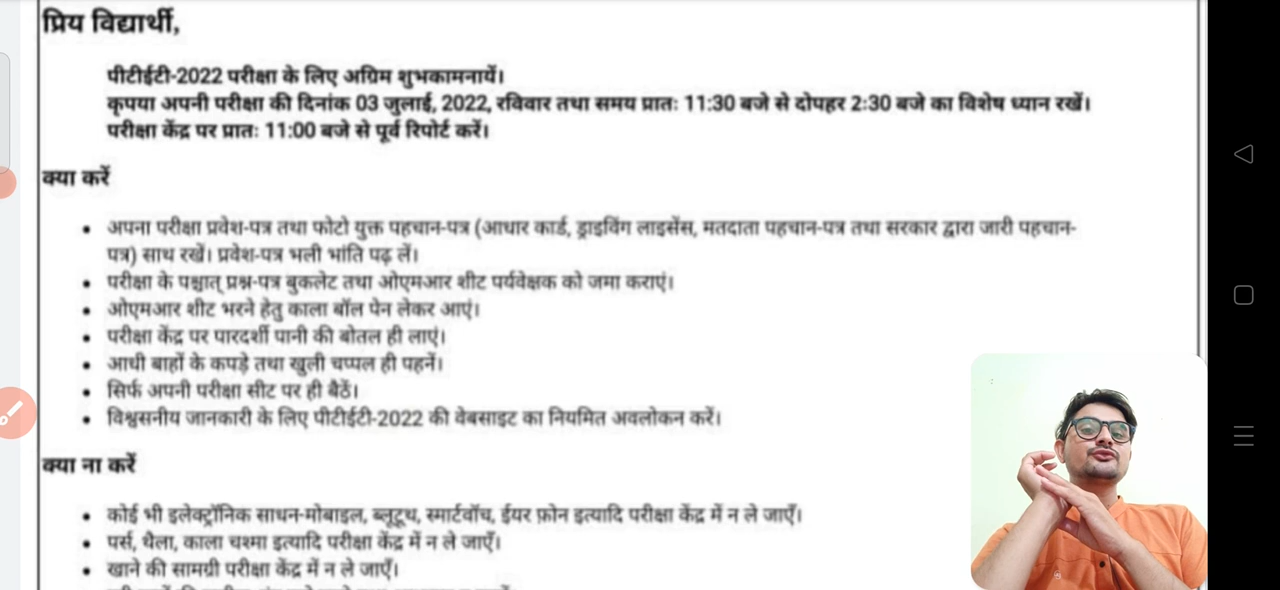 प्रिय विद्यार्थी,
पीटीईटी-2022 परीक्षा के लिए अग्रिम शुभकामनायें।
कृपया अपनी परीक्षा की दिनांक 03 जुलाई, 2022, रविवार तथा समय प्रातः 11:30 बजे से दोपहर 2:30 बजे का विशेष ध्यान रखें।
परीक्षा केंद्र पर प्रातः 11:00 बजे से पूर्व रिपोर्ट करें।
क्या करें
• अपना परीक्षा प्रवेश-पत्र तथा फोटो युक्त पहचान-पत्र (आधार कार्ड, ड्राइविंग लाइसेंस, मतदाता पहचान-पत्र तथा सरकार द्वारा जारी पहचान-
पत्र) साथ रखें। प्रवेश-पत्र भली भांति पढ़ लें।
• परीक्षा के पश्चात् प्रश्न-पत्र बुकलेट तथा ओएमआर शीट पर्यवेक्षक को जमा कराएं।
• ओएमआर शीट भरने हेतु काला बॉल पेन लेकर आएं।
• परीक्षा केंद्र पर पारदर्शी पानी की बोतल ही लाएं।
• आधी बाहों के कपड़े तथा खुली चप्पल ही पहनें।
• सिर्फ अपनी परीक्षा सीट पर ही बैठें।
• विश्वसनीय जानकारी के लिए पीटीईटी-2022 की वेबसाइट का नियमित अवलोकन करें।
क्या ना करें
• कोई भी इलेक्ट्रॉनिक साधन-मोबाइल, ब्लूटूथ, स्मार्टवॉच, ईयर फ़ोन इत्यादि परीक्षा केंद्र में न ले जाएँ।
• पर्स, थैला, काला चश्मा इत्यादि परीक्षा केंद्र में न ले जाएँ।
• खाने की सामग्री परीक्षा केंद्र में न ले जाएँ।